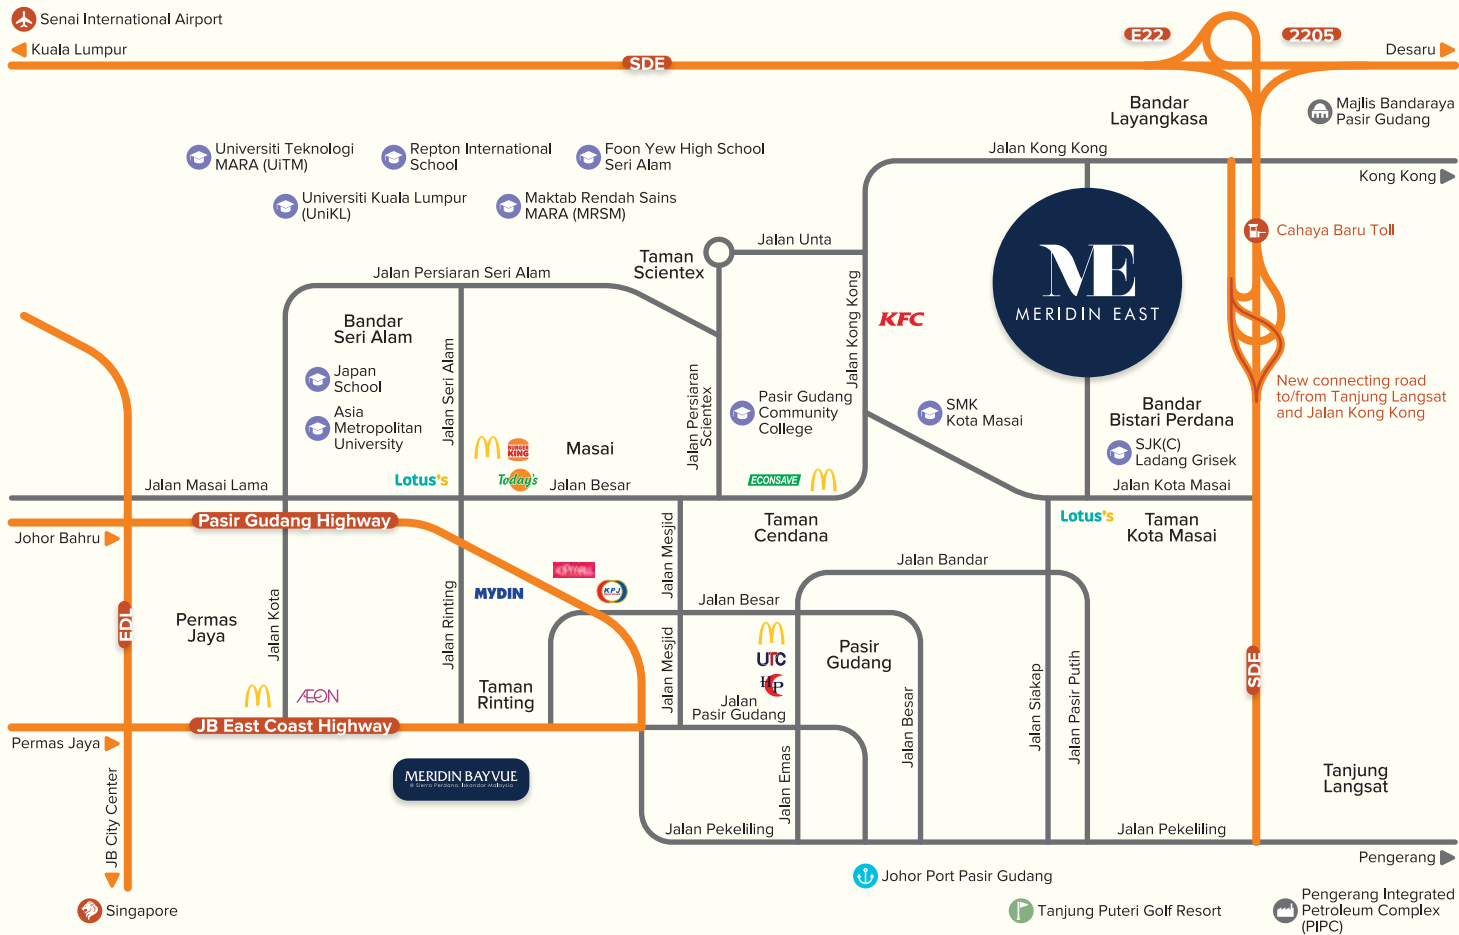 Senai International Airport
Kuala Lumpur
SDE
E22
2205
Desaru
Bandar
Layangkasa
Majlis Bandaraya
Pasir Gudang
Jalan Kong Kong
Kong Kong
Universiti Teknologi
MARA (UiTM)
Repton International
School
Foon Yew High School
Seri Alam
Universiti Kuala Lumpur
(UniKL)
Maktab Rendah Sains
MARA (MRSM)
Cahaya Baru Toll
Jalan Unta
Taman
Scientex
Jalan Persiaran Seri Alam
ME
MERIDIN EAST
Jalan Kong Kong
KFC
Bandar
Seri Alam
Jalan Seri Alam
Japan
School
Asia
Metropolitan
University
Jalan Persiaran
Scientex
Pasir Gudang
Community
College
SMK
Kota Masai
New connecting road
to/from Tanjung Langsat
and Jalan Kong Kong
Bandar
Bistari Perdana
SJK(C)
Ladang Grisek
BURGER
KING
Masai
Lotus's
Today's
ECONSAVE
Jalan Masai Lama
Jalan Besar
Jalan Kota Masai
Pasir Gudang Highway
Johor Bahru
Jalan Mesjid
Taman
Cendana
Lotus's
Taman
Kota Masai
Jalan Bandar
MYDIN
KPJ
Jalan Besar
EDL
Permas
Jaya
Jalan Kota
Jalan Rinting
Jalan Mesjid
UTC
HP
Pasir
Gudang
SDE
AEON
Taman
Rinting
Jalan
Pasir Gudang
Jalan Besar
Jalan Siakap
Jalan Pasir Putih
JB East Coast Highway
Permas Jaya
MERIDIN BAYVUE
@ Sierra Perdana, Iskandar Malaysia
Jalan Emas
Tanjung
Langsat
JB City Center
Jalan Pekeliling
Jalan Pekeliling
Pengerang
Johor Port Pasir Gudang
Singapore
Tanjung Puteri Golf Resort
Pengerang Integrated
Petroleum Complex
(PIPC)